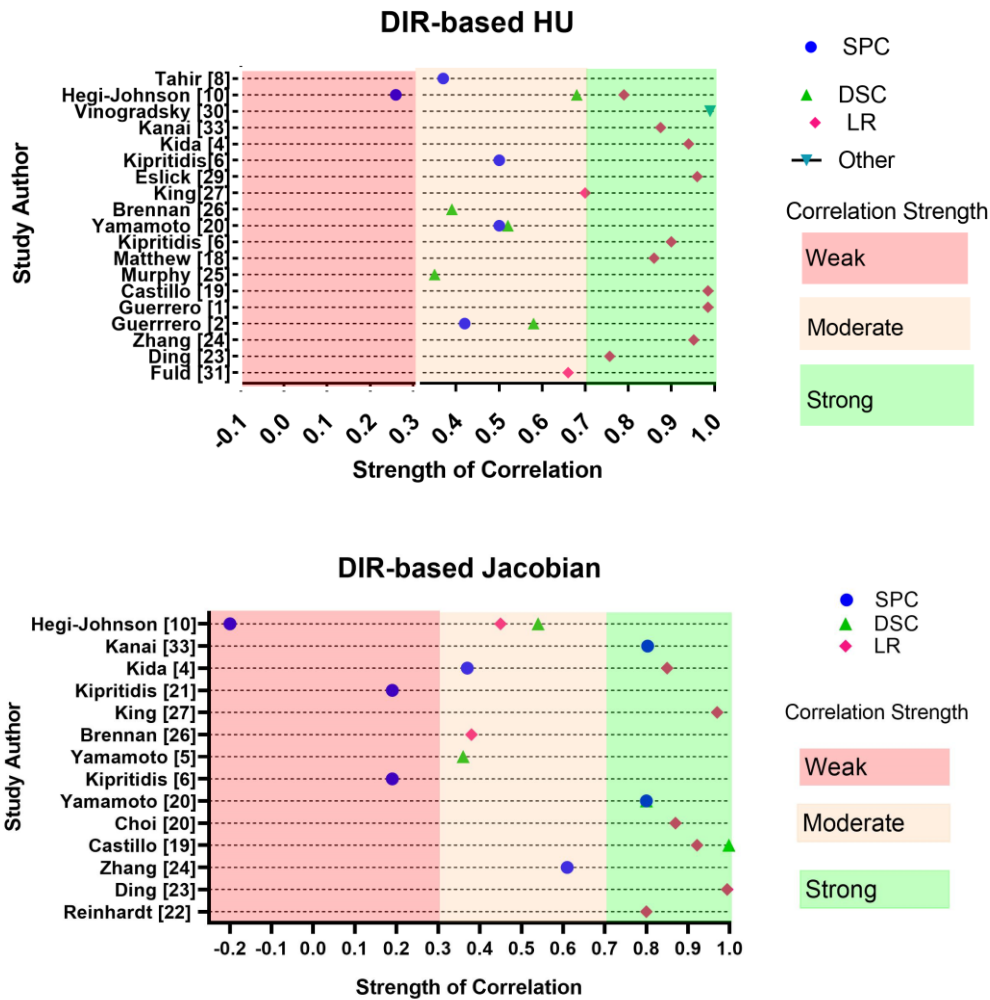 DIR-based HU
Study Author
Tahir [8]
Hegi-Johnson [10]
Vinogradsky [30]
Kanai [33]
Kida [4]
Kipritidis[6]
Eslick [29]
King[27]
Brennan [26]
Yamamoto [20]
Kipritidis [6]
Matthew [18]
Murphy [25]
Castillo [19]
Guerrero [1]
Guerrrero [2]
Zhang [24]
Ding [23]
Fuld [31]
-0.1 0.0 0.1 0.2 0.3 0.4 0.5 0.6 0.7 0.8 0.9 1.0
Strength of Correlation
SPC
DSC
LR
Other
Correlation Strength
Weak
Moderate
Strong
DIR-based Jacobian
Study Author
Hegi-Johnson [10]
Kanai [33]
Kida [4]
Kipritidis [21]
King [27]
Brennan [26]
Yamamoto [5]
Kipritidis [6]
Yamamoto [20]
Choi [20]
Castillo [19]
Zhang [24]
Ding [23]
Reinhardt [22]
-0.2 -0.1 0.0 0.1 0.2 0.3 0.4 0.5 0.6 0.7 0.8 0.9 1.0
Strength of Correlation
SPC
DSC
LR
Correlation Strength
Weak
Moderate
Strong